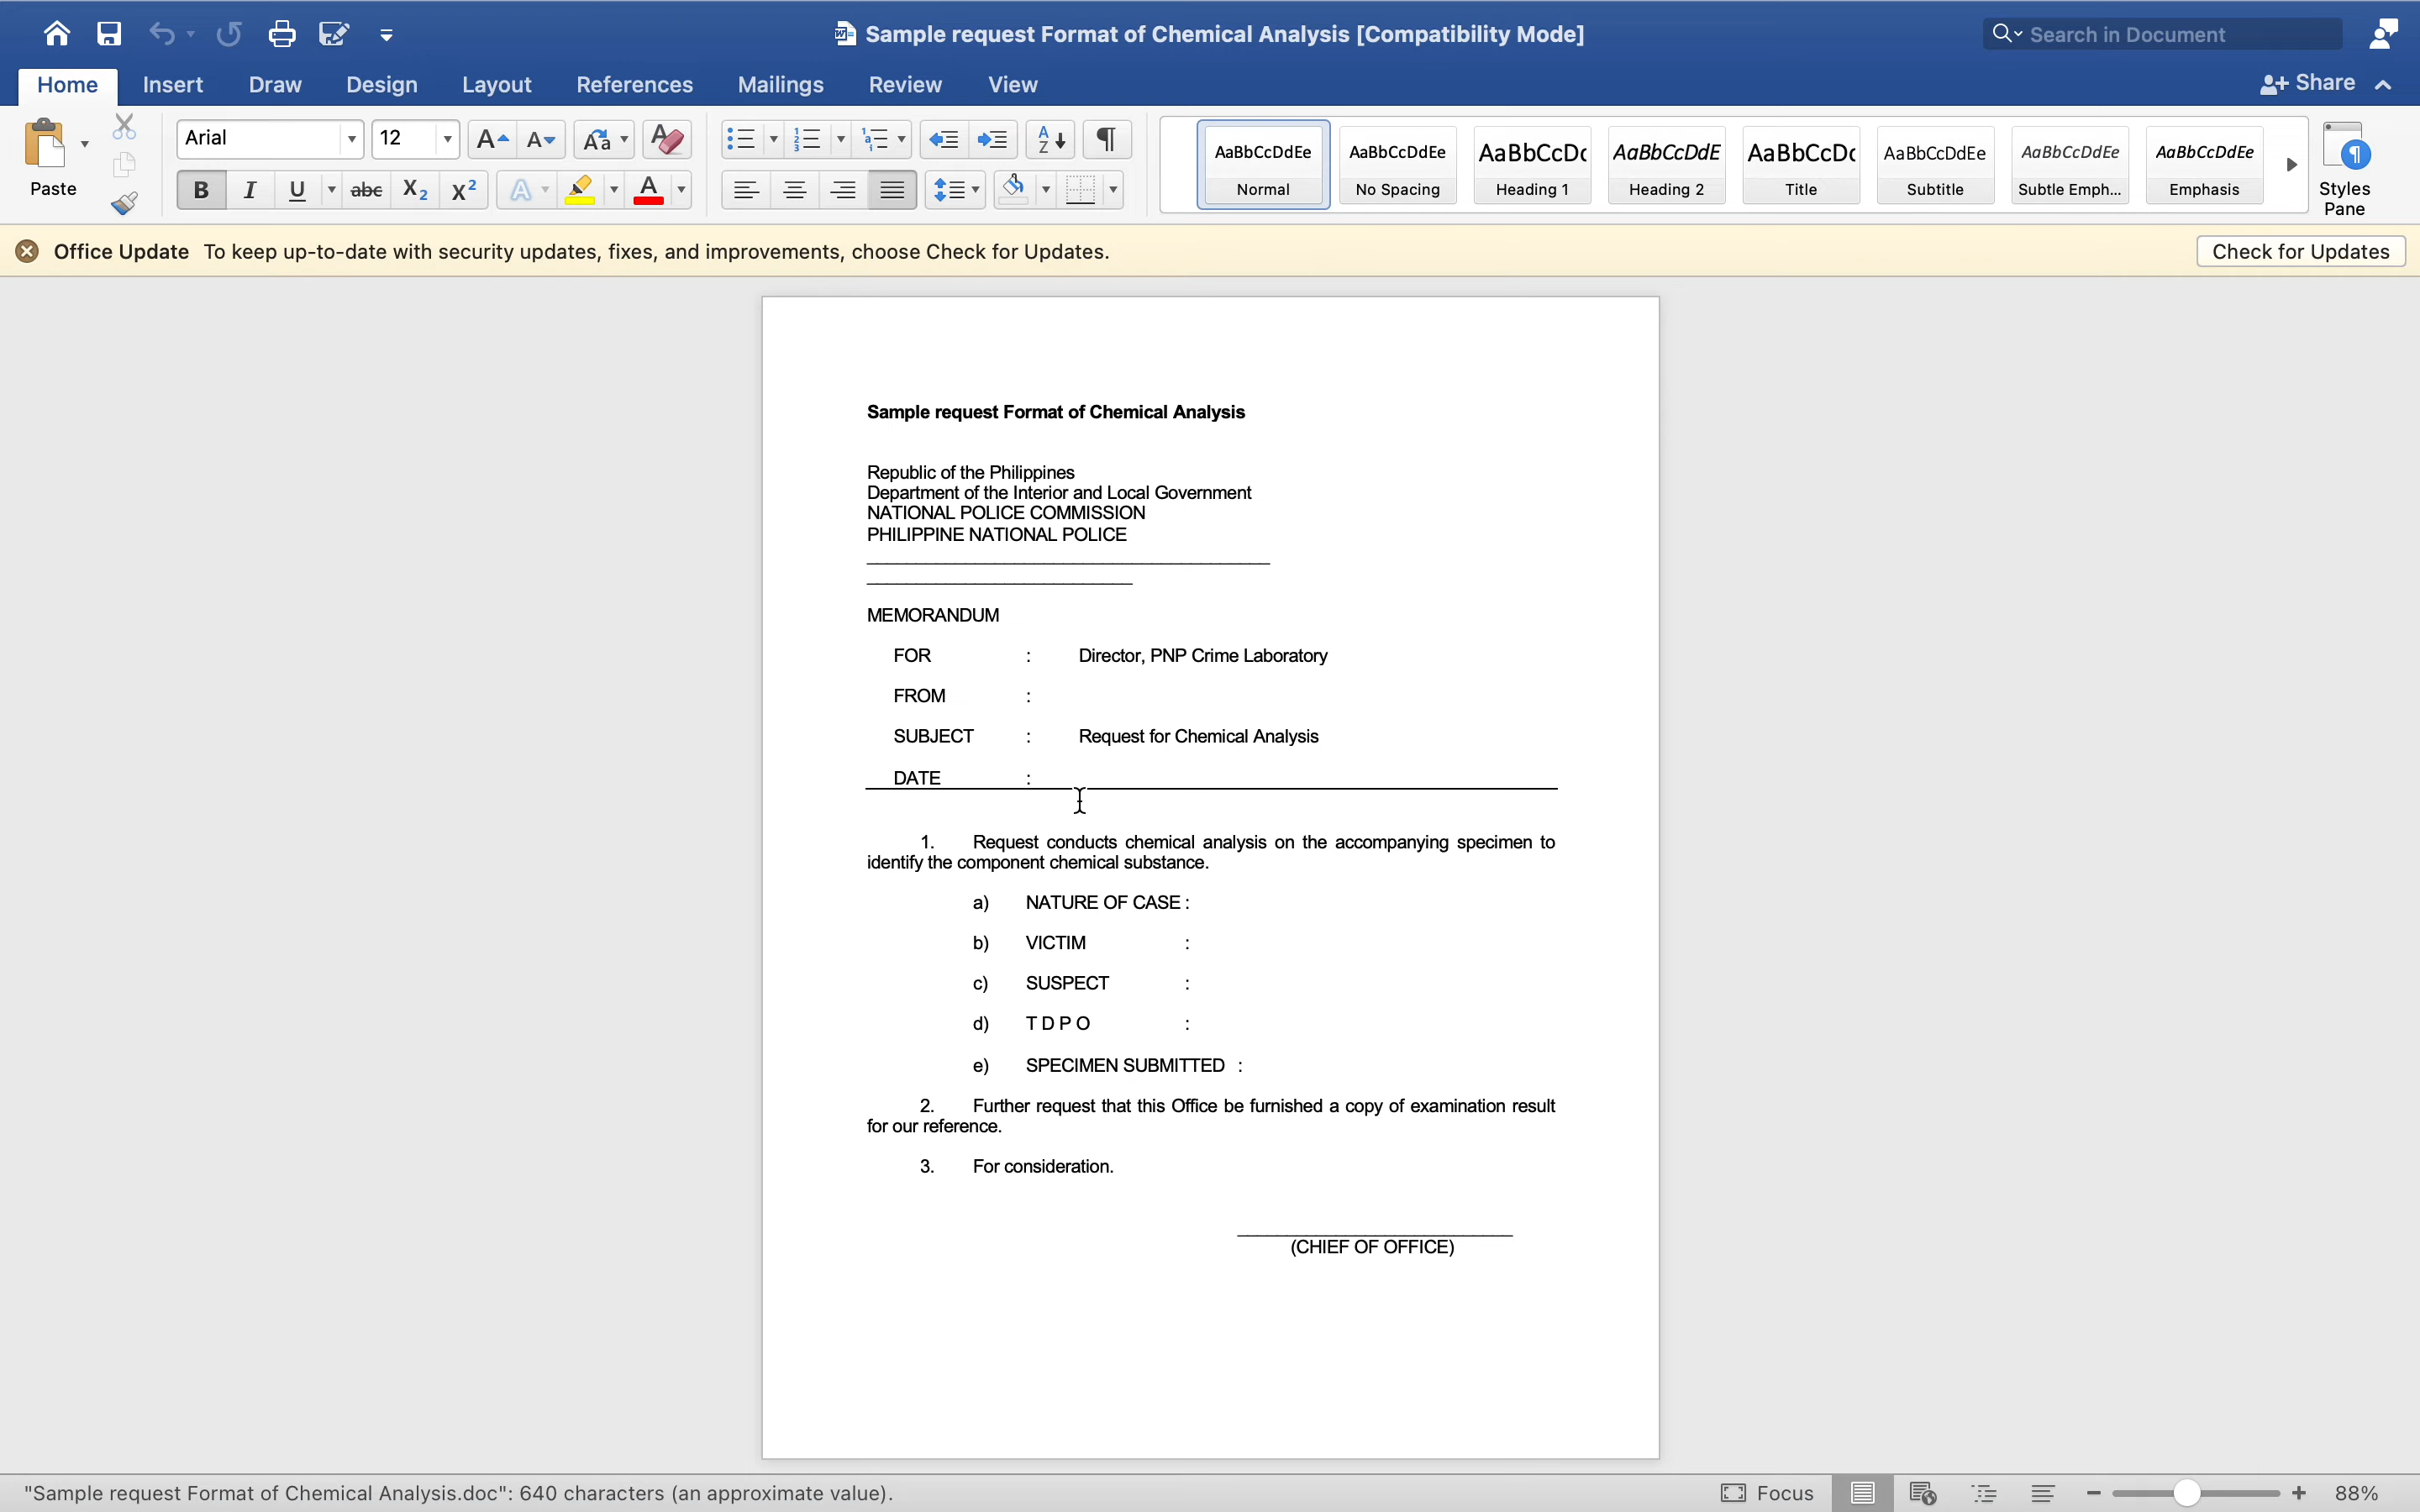 Sample request Format of Chemical Analysis [Compatibility Mode]
Search in Document
Home Insert Draw Design Layout References Mailings Review View
Share
Paste
Arial 12
AaBbCcDdEe AaBbCcDdEe AaBbCcDc AaBbCcDdE AaBbCcDc AaBbCcDdEe AaBbCcDdEe AaBbCcDdEe
Normal No Spacing Heading 1 Heading 2 Title Subtitle Subtle Emph... Emphasis
Styles
Pane
Office Update To keep up-to-date with security updates, fixes, and improvements, choose Check for Updates.
Check for Updates
Sample request Format of Chemical Analysis
Republic of the Philippines
Department of the Interior and Local Government
NATIONAL POLICE COMMISSION
PHILIPPINE NATIONAL POLICE
MEMORANDUM
FOR : Director, PNP Crime Laboratory
FROM :
SUBJECT : Request for Chemical Analysis
DATE :
1. Request conducts chemical analysis on the accompanying specimen to
identify the component chemical substance.
a) NATURE OF CASE :
b) VICTIM :
c) SUSPECT :
d) T D P O :
e) SPECIMEN SUBMITTED :
2. Further request that this Office be furnished a copy of examination result
for our reference.
3. For consideration.
(CHIEF OF OFFICE)
"Sample request Format of Chemical Analysis.doc": 640 characters (an approximate value).
Focus
88%